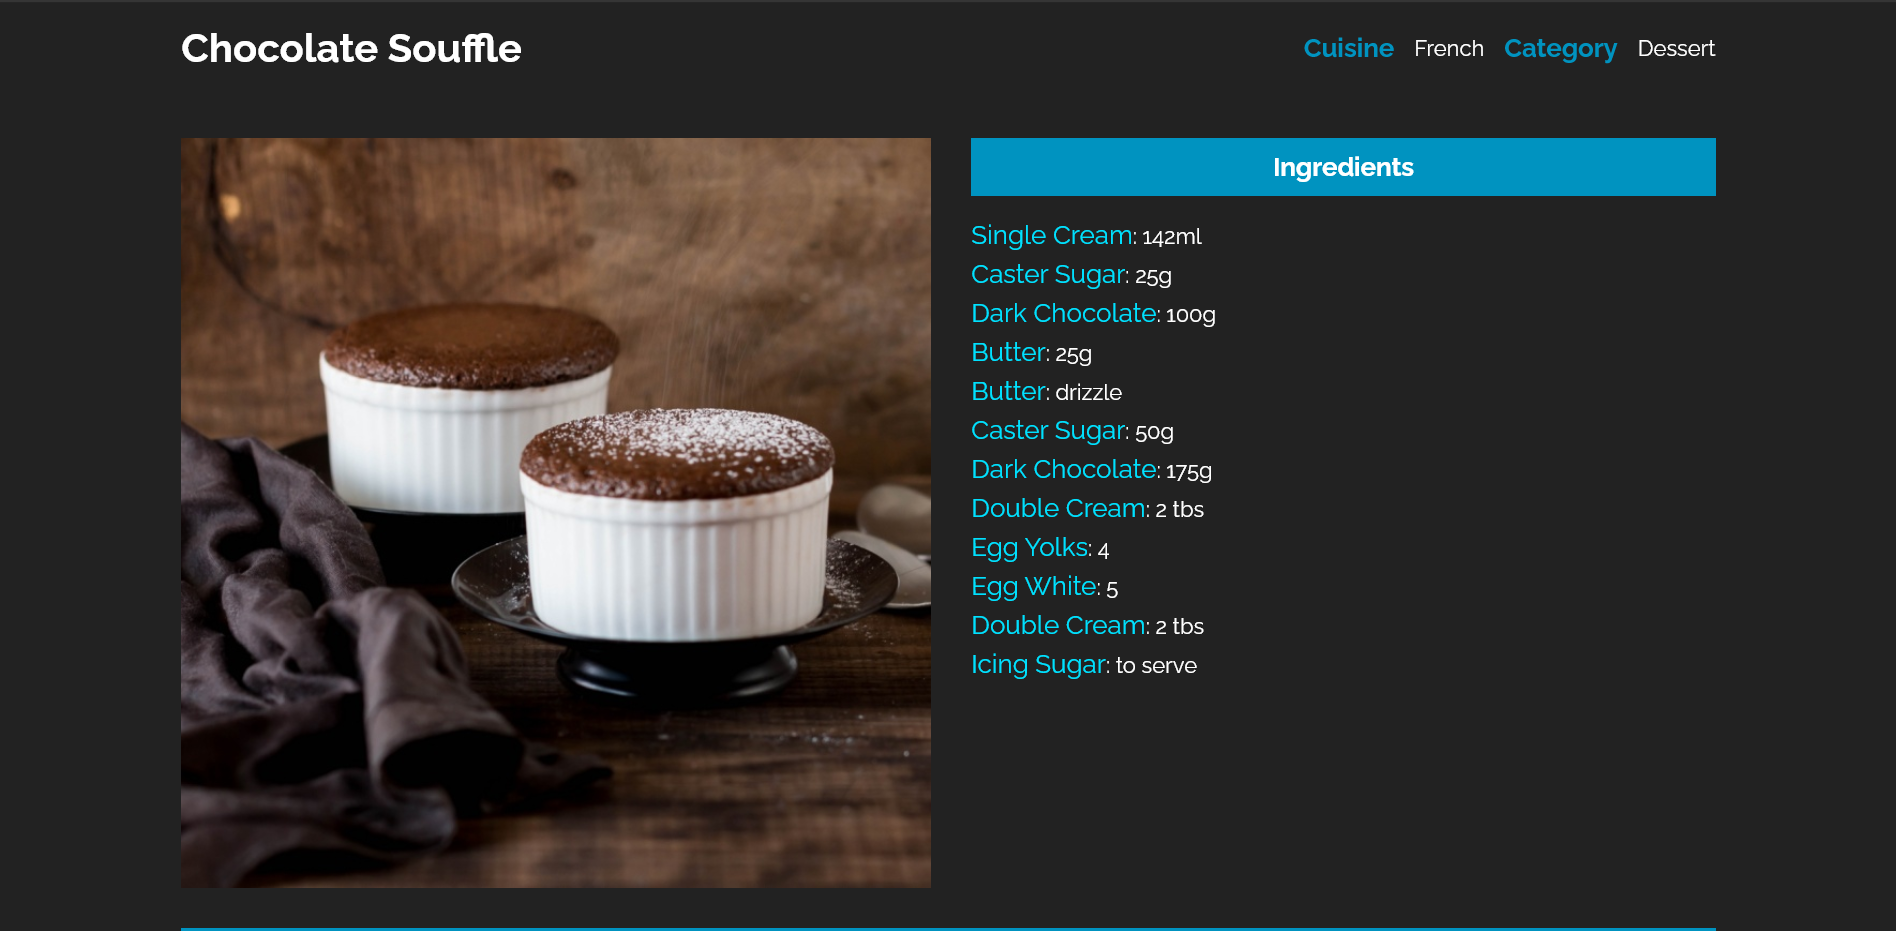 Chocolate Souffle
Cuisine French Category Dessert
Ingredients
Single Cream: 142ml
Caster Sugar: 25g
Dark Chocolate: 100g
Butter: 25g
Butter: drizzle
Caster Sugar: 50g
Dark Chocolate: 175g
Double Cream: 2 tbs
Egg Yolks: 4
Egg White: 5
Double Cream: 2 tbs
Icing Sugar: to serve